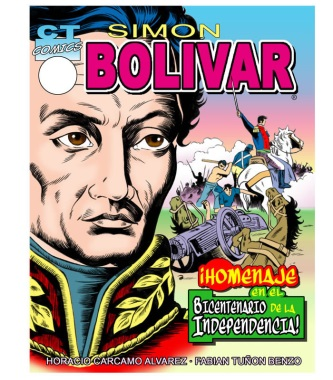 CT
COMICS
SIMON
BOLIVAR
©
¡HOMENAJE
EN EL
BICENTENARIO DE LA
INDEPENDENCIA!
HORACIO CARCAMO ALVAREZ · FABIAN TUÑON BENZO